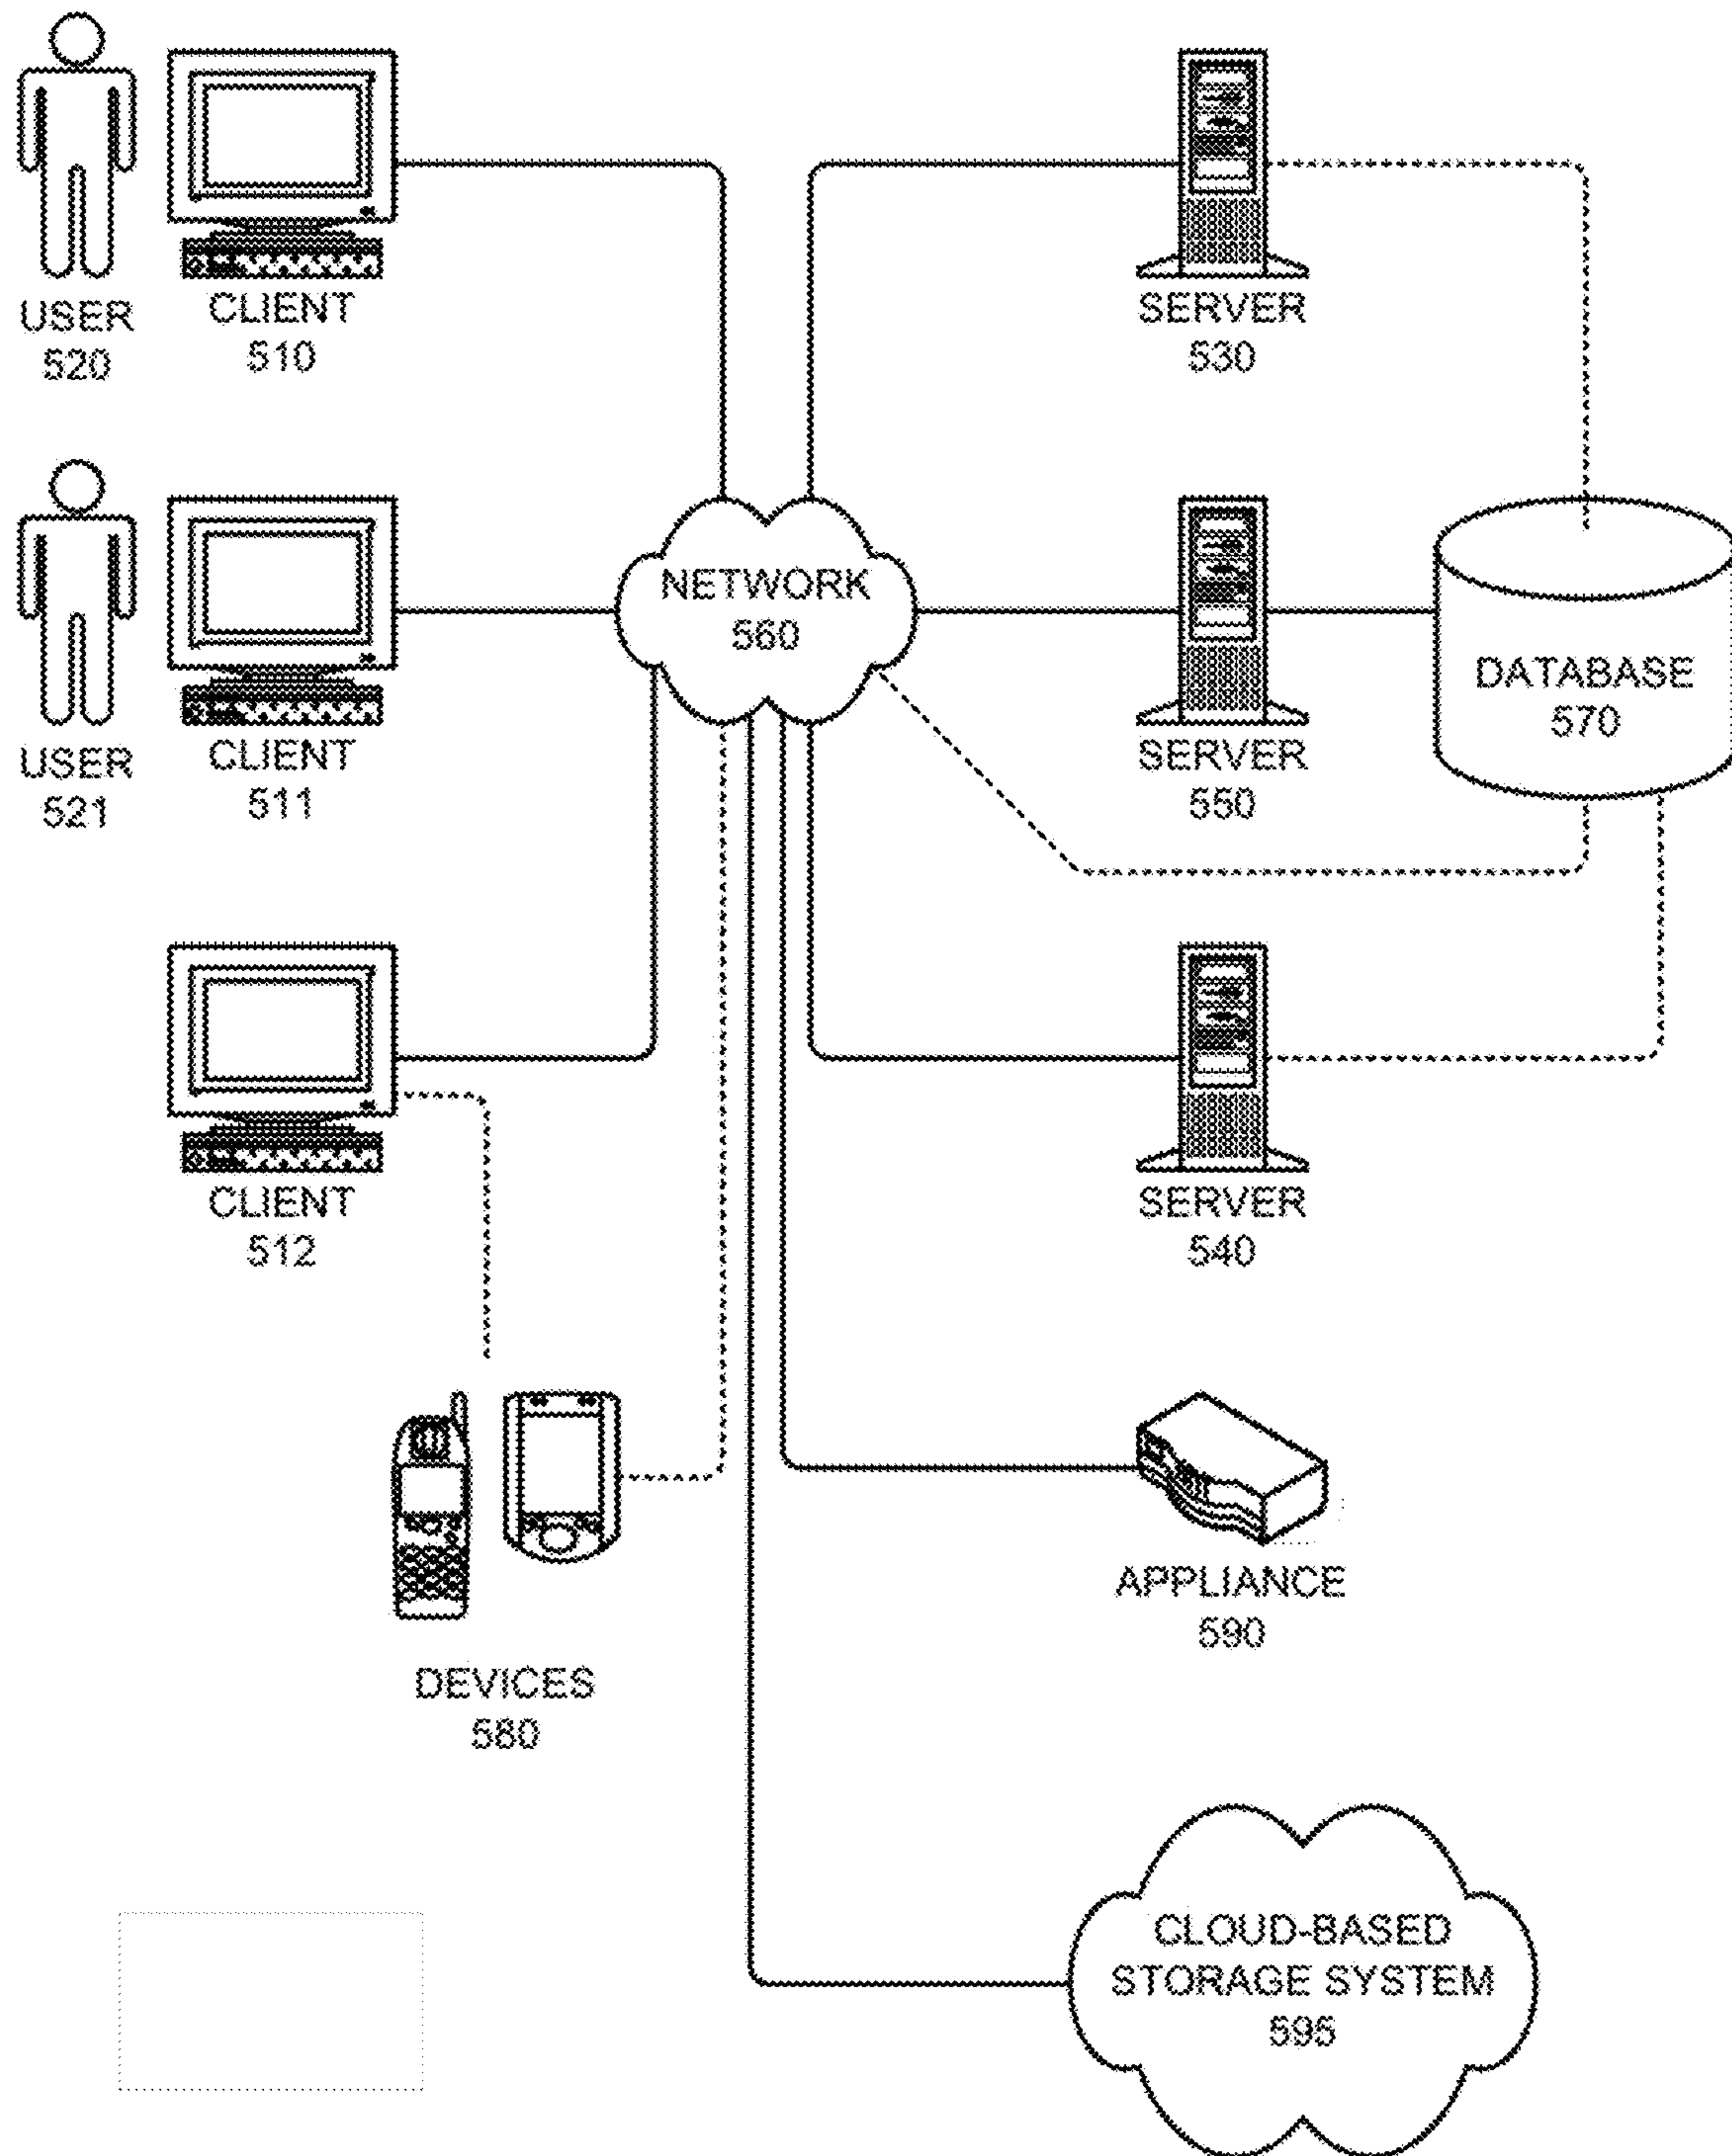 USER
520
CLIENT
510
SERVER
530
USER
521
CLIENT
511
NETWORK
560
SERVER
550
DATABASE
570
CLIENT
512
SERVER
540
DEVICES
580
APPLIANCE
590
CLOUD-BASED
STORAGE SYSTEM
595